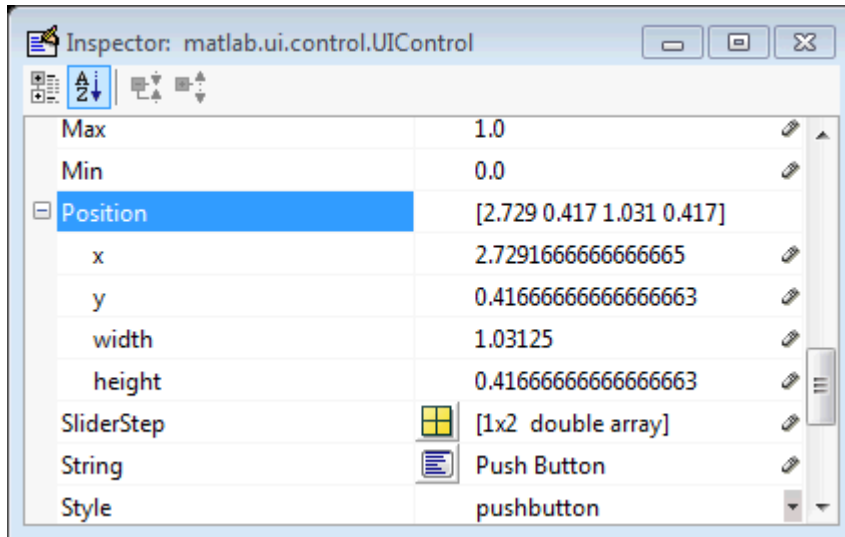 Inspector: matlab.ui.control.UIControl
A
Z
Max 1.0
Min 0.0
Position [2.729 0.417 1.031 0.417]
x 2.7291666666666665
y 0.41666666666666663
width 1.03125
height 0.41666666666666663
SliderStep [1x2 double array]
String Push Button
Style pushbutton